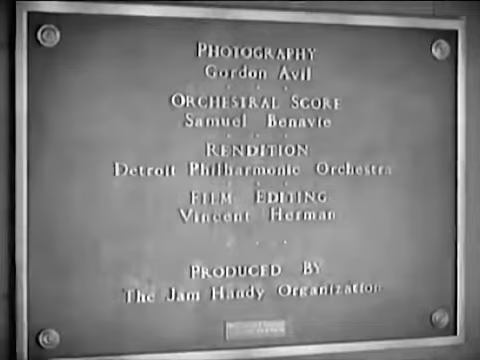 PHOTOGRAPHY
Gordon Avil
ORCHESTRAL SCORE
Samuel Benavie
RENDITION
Detroit Philharmonic Orchestra
FILM EDITING
Vincent Herman
PRODUCED BY
The Jam Handy Organization